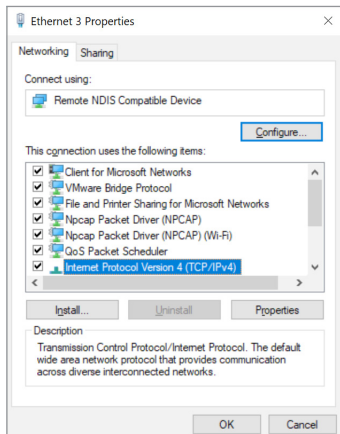 Ethernet 3 Properties
Networking
Sharing
Connect using:
Remote NDIS Compatible Device
Configure...
This connection uses the following items:
Client for Microsoft Networks
VMware Bridge Protocol
File and Printer Sharing for Microsoft Networks
Npcap Packet Driver (NPCAP)
Npcap Packet Driver (NPCAP) (Wi-Fi)
QoS Packet Scheduler
Internet Protocol Version 4 (TCP/IPv4)
Install...
Uninstall
Properties
Description
Transmission Control Protocol/Internet Protocol. The default
wide area network protocol that provides communication
across diverse interconnected networks.
OK
Cancel